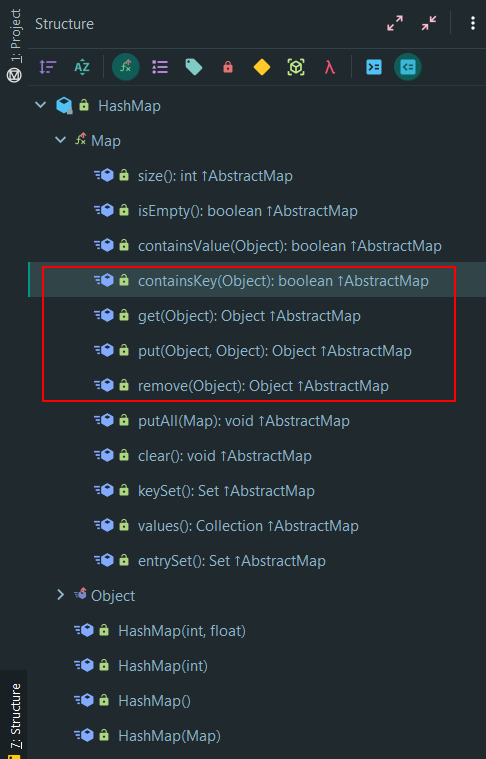 1: Project
Structure
AZ
HashMap
Map
size(): int ↑AbstractMap
isEmpty(): boolean ↑AbstractMap
containsValue(Object): boolean ↑AbstractMap
containsKey(Object): boolean ↑AbstractMap
get(Object): Object ↑AbstractMap
put(Object, Object): Object ↑AbstractMap
remove(Object): Object ↑AbstractMap
putAll(Map): void ↑AbstractMap
clear(): void ↑AbstractMap
keySet(): Set ↑AbstractMap
values(): Collection ↑AbstractMap
entrySet(): Set ↑AbstractMap
Object
HashMap(int, float)
HashMap(int)
HashMap()
HashMap(Map)
7: Structure